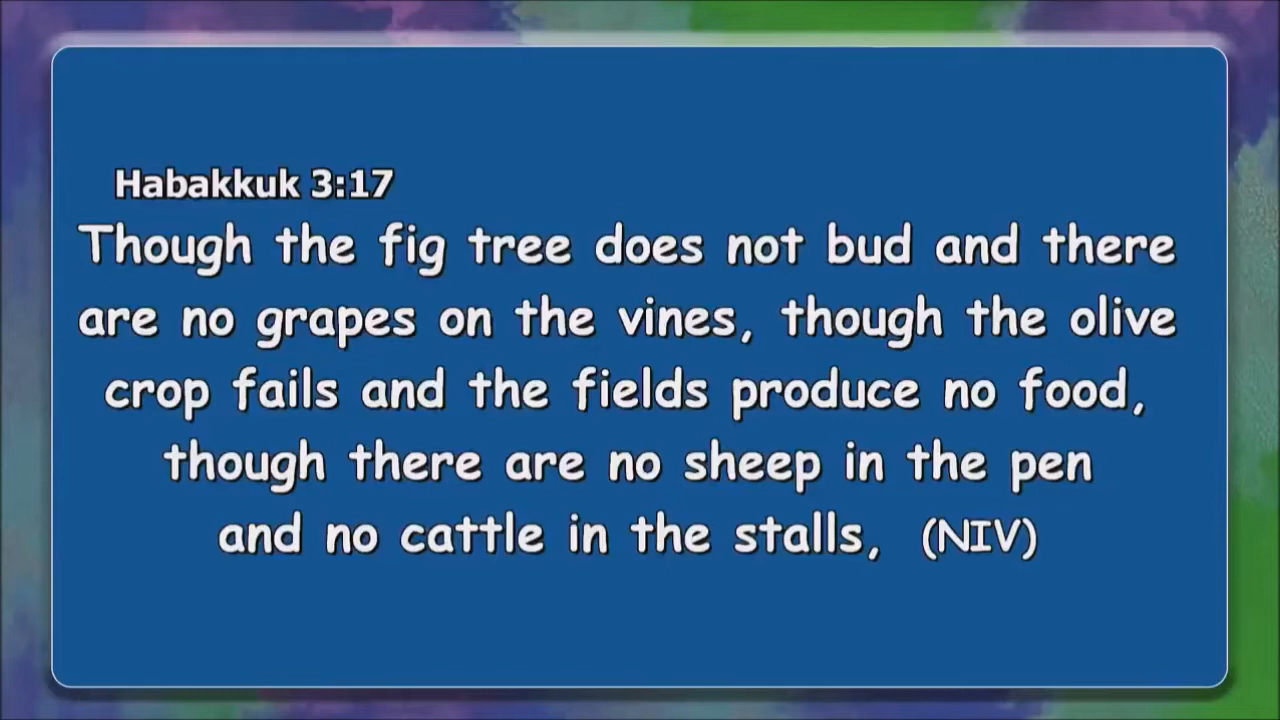 Habakkuk 3:17
Though the fig tree does not bud and there
are no grapes on the vines, though the olive
crop fails and the fields produce no food,
though there are no sheep in the pen
and no cattle in the stalls, (NIV)